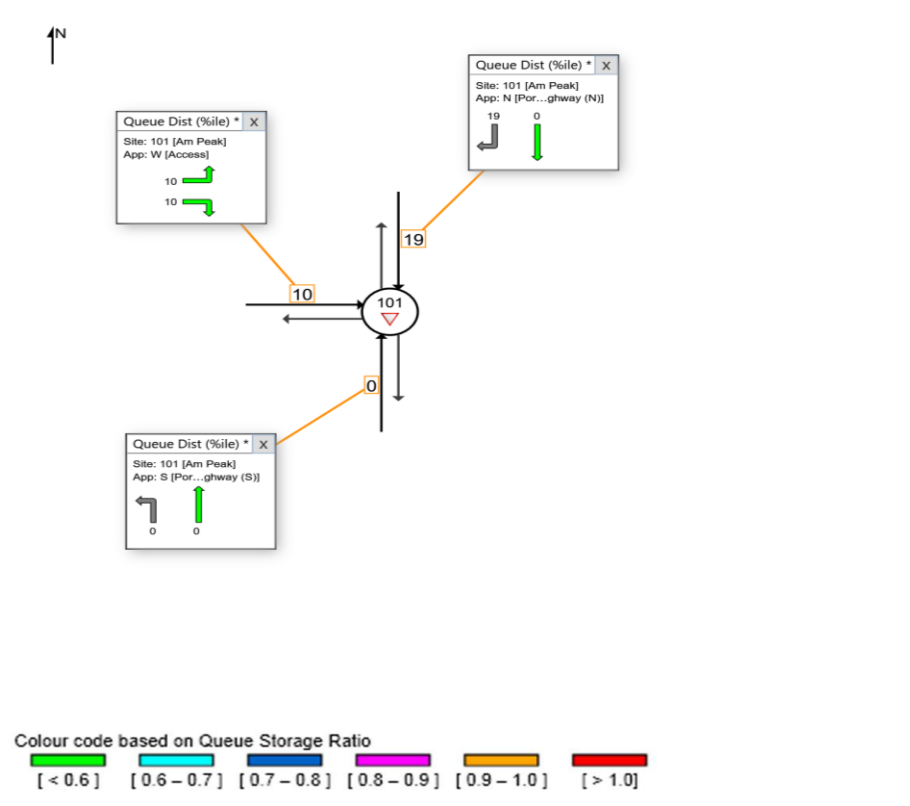 N
Queue Dist (%ile) * X
Site: 101 [Am Peak]
App: N [Por...ghway (N)]
19 0
Queue Dist (%ile) * X
Site: 101 [Am Peak]
App: W [Access]
10
10
19
10
101
0
Queue Dist (%ile) * X
Site: 101 [Am Peak]
App: S [Por...ghway (S)]
0 0
Colour code based on Queue Storage Ratio
[ < 0.6 ] [ 0.6 – 0.7 ] [ 0.7 – 0.8 ] [ 0.8 – 0.9 ] [ 0.9 – 1.0 ] [ > 1.0]